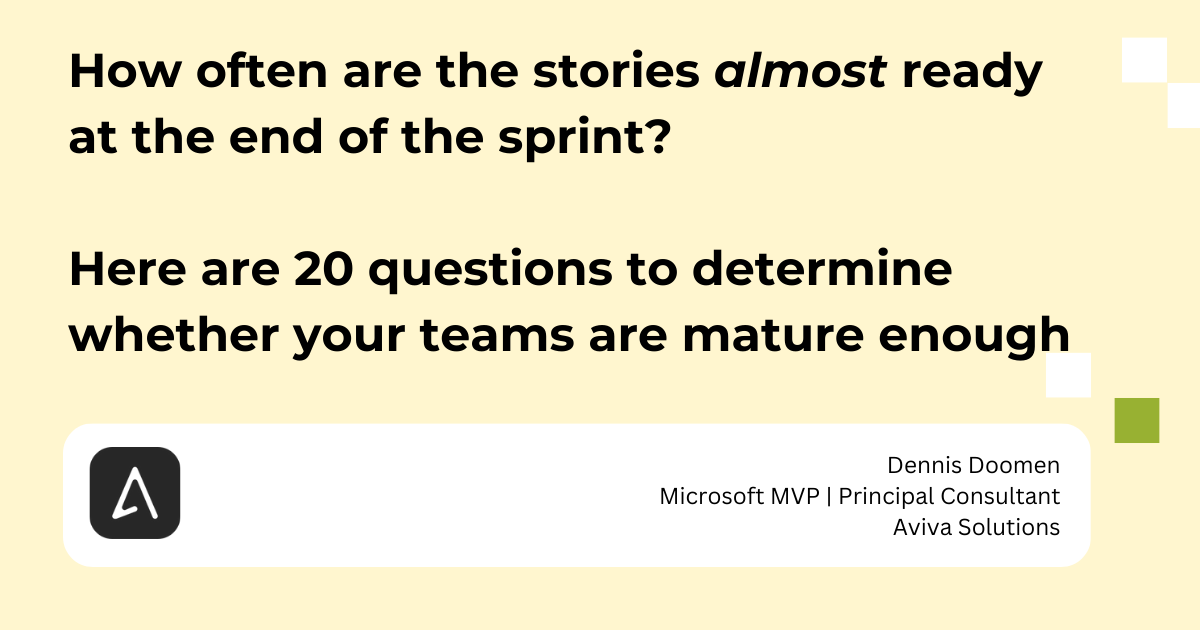 How often are the stories almost ready
at the end of the sprint?
Here are 20 questions to determine
whether your teams are mature enough
Dennis Doomen
Microsoft MVP | Principal Consultant
Aviva Solutions